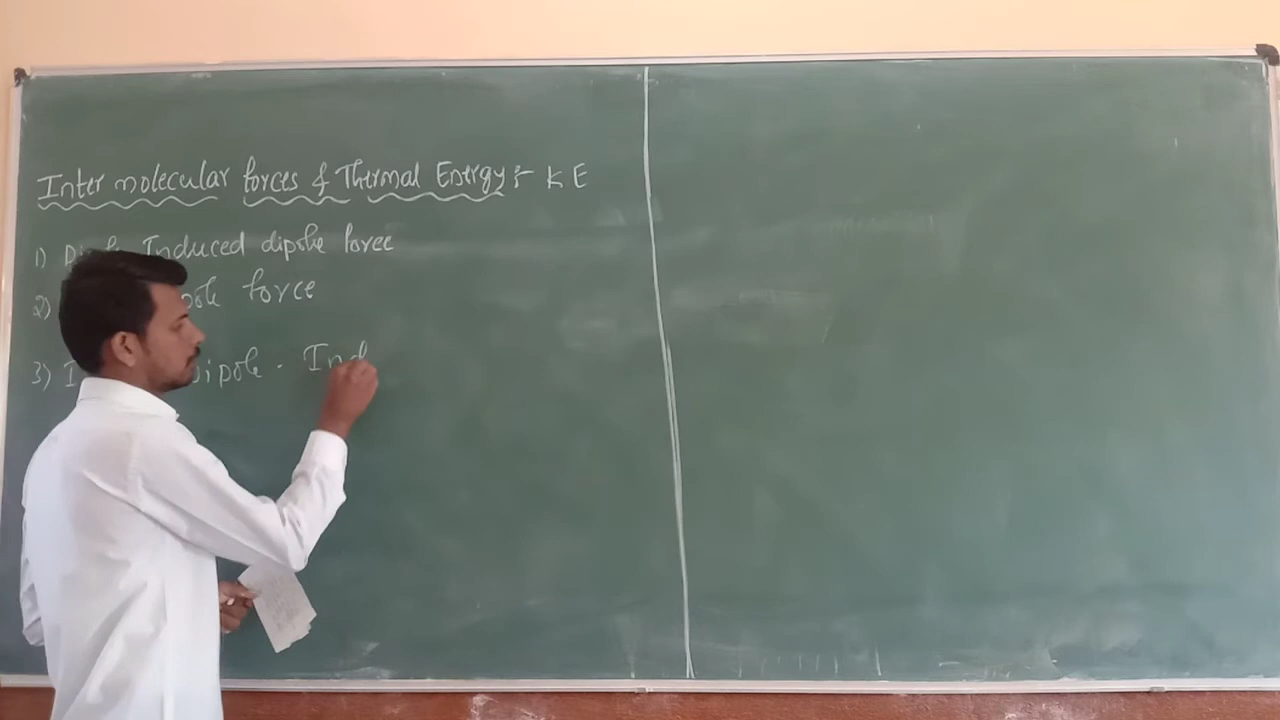 Inter molecular forces & Thermal Energy :- K E
1) Induced dipole force
2) force
3) Dipole - Ind